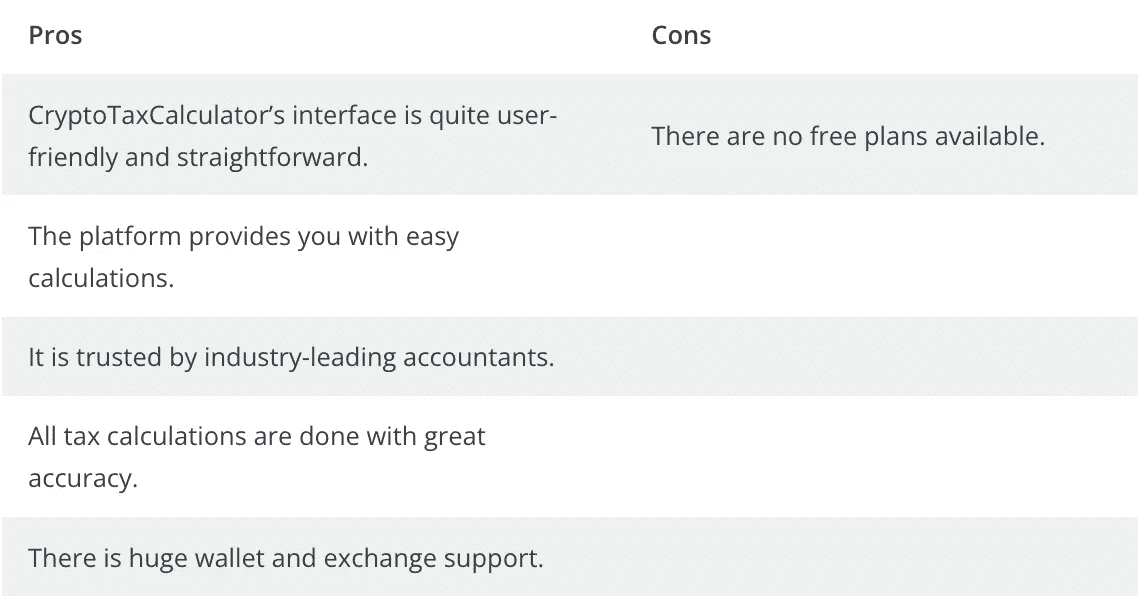 Pros
Cons
CryptoTaxCalculator’s interface is quite user-
friendly and straightforward.
There are no free plans available.
The platform provides you with easy
calculations.
It is trusted by industry-leading accountants.
All tax calculations are done with great
accuracy.
There is huge wallet and exchange support.